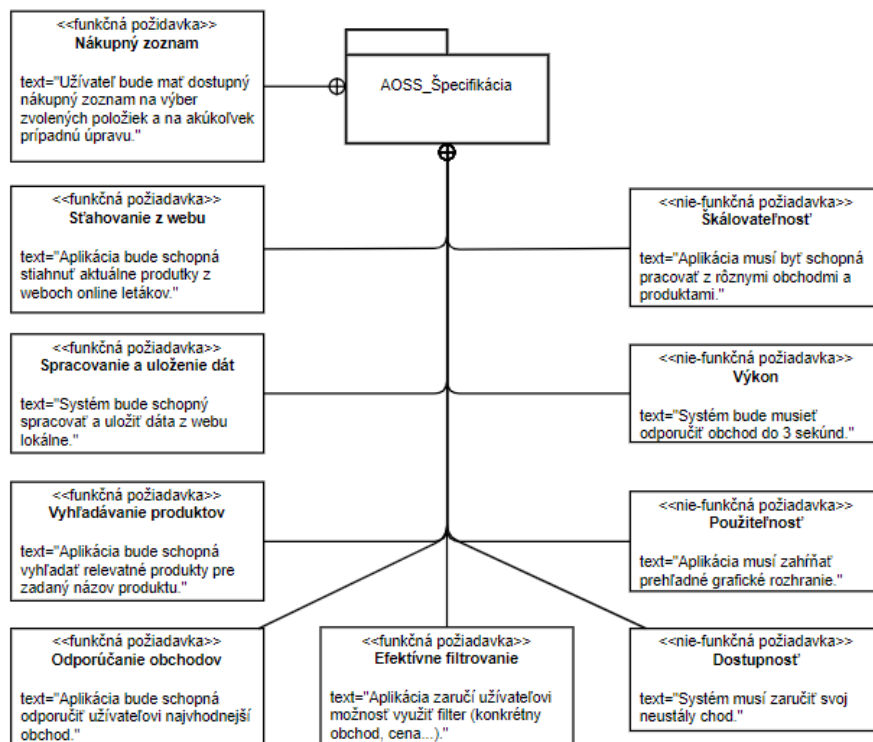 <<funkčná požidavka>>
Nákupný zoznam
text="Užívateľ bude mať dostupný
nákupný zoznam na výber
zvolených položiek a na akúkoľvek
prípadnú úpravu."
AOSS_Špecifikácia
<<funkčná požiadavka>>
Sťahovanie z webu
text="Aplikácia bude schopná
stiahnuť aktuálne produtky z
weboch online letákov."
<<nie-funkčná požiadavka>>
Škálovateľnosť
text="Aplikácia musí byť schopná
pracovať z rôznymi obchodmi a
produktami."
<<funkčná požiadavka>>
Spracovanie a uloženie dát
text="Systém bude schopný
spracovať a uložiť dáta z webu
lokálne."
<<nie-funkčná požiadavka>>
Výkon
text="Systém bude musieť
odporučiť obchod do 3 sekúnd."
<<funkčná požiadavka>>
Vyhľadávanie produktov
text="Aplikácia bude schopná
vyhľadať relevatné produkty pre
zadaný názov produktu."
<<nie-funkčná požiadavka>>
Použiteľnosť
text="Aplikácia musí zahŕňať
prehľadné grafické rozhranie."
<<funkčná požiadavka>>
Odporúčanie obchodov
text="Aplikácia bude schopná
odporučiť užívateľovi najvhodnejší
obchod."
<<funkčná požiadavka>>
Efektívne filtrovanie
text="Aplikácia zaručí užívateľovi
možnosť využiť filter (konkrétny
obchod, cena...)."
<<nie-funkčná požiadavka>>
Dostupnosť
text="Systém musí zaručiť svoj
neustály chod."